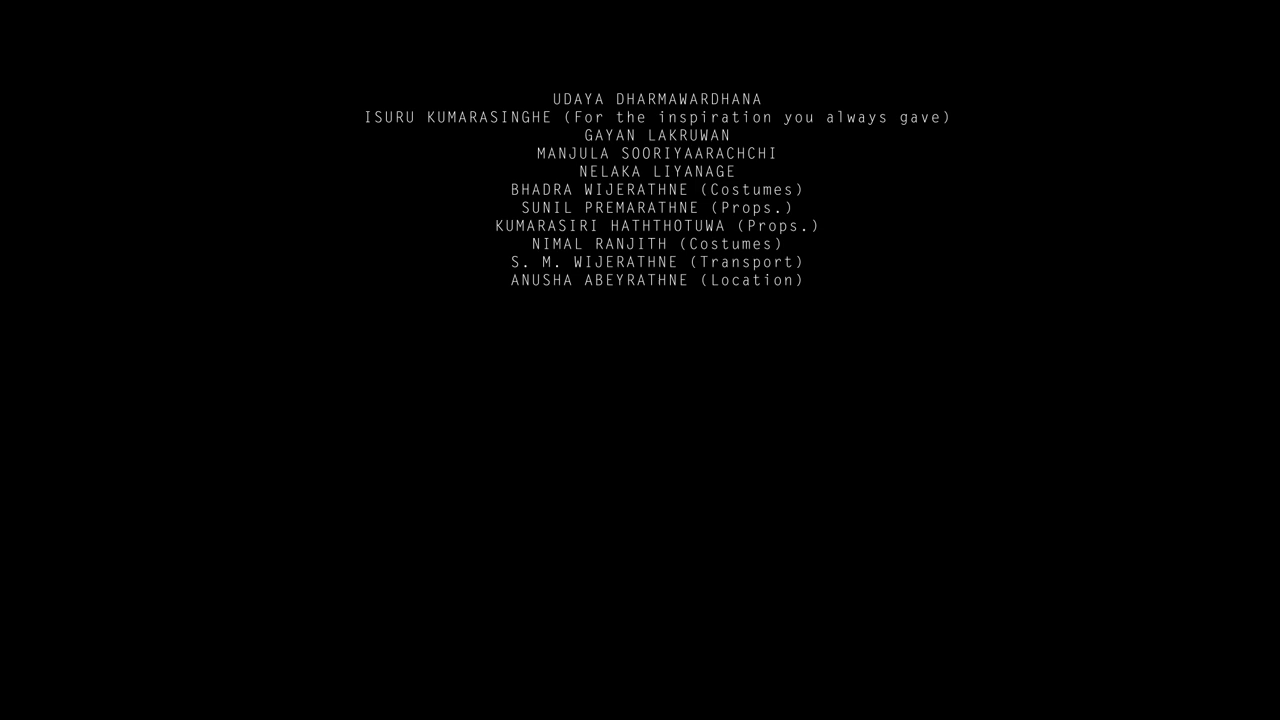 UDAYA DHARMAWARDHANA
ISURU KUMARASINGHE (For the inspiration you always gave)
GAYAN LAKRUWAN
MANJULA SOORIYAARACHCHI
NELAKA LIYANAGE
BHADRA WIJERATHNE (Costumes)
SUNIL PREMARATHNE (Props.)
KUMARASIRI HATHTHOTUWA (Props.)
NIMAL RANJITH (Costumes)
S. M. WIJERATHNE (Transport)
ANUSHA ABEYRATHNE (Location)